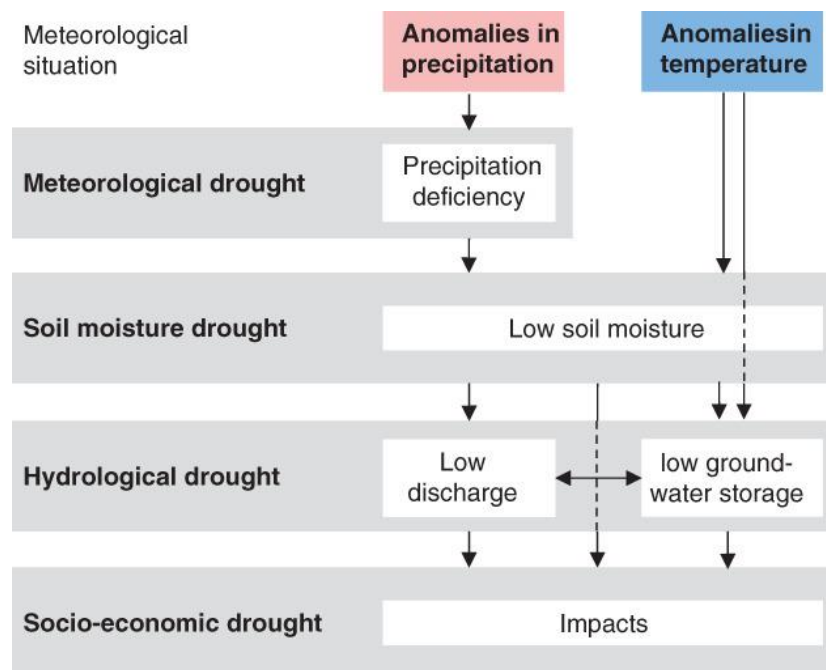 Meteorological
situation
Anomalies in
precipitation
Anomaliesin
temperature
Meteorological drought
Precipitation
deficiency
Soil moisture drought
Low soil moisture
Hydrological drought
Low
discharge
low ground-
water storage
Socio-economic drought
Impacts